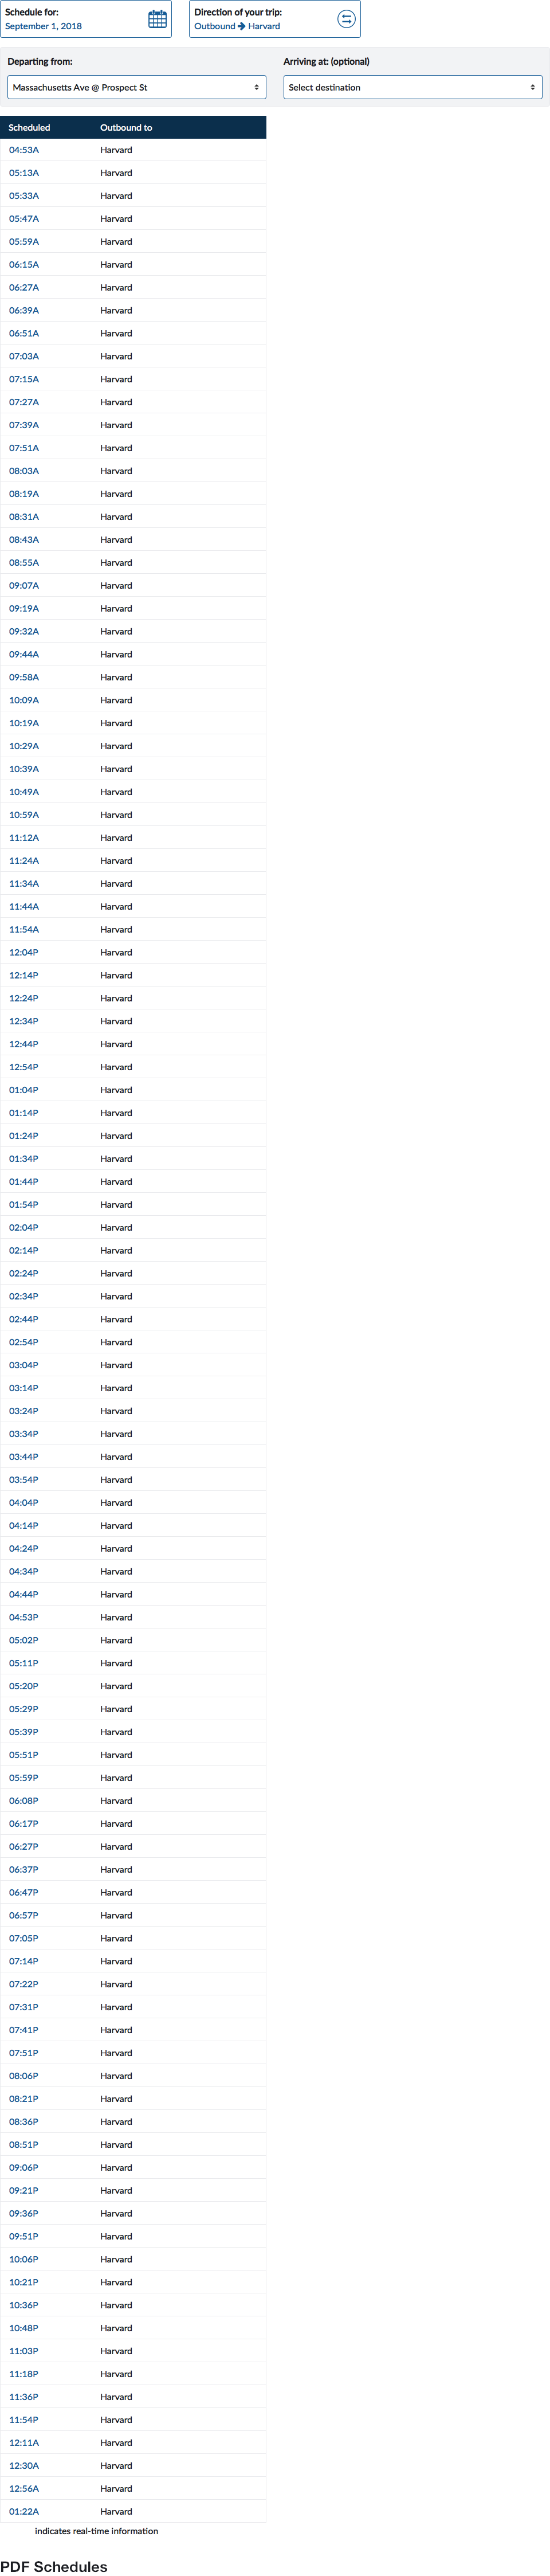 Schedule for:
September 1, 2018
Direction of your trip:
Outbound → Harvard
Departing from:
Massachusetts Ave @ Prospect St
Arriving at: (optional)
Select destination
Scheduled Outbound to
04:53A Harvard
05:13A Harvard
05:33A Harvard
05:47A Harvard
05:59A Harvard
06:15A Harvard
06:27A Harvard
06:39A Harvard
06:51A Harvard
07:03A Harvard
07:15A Harvard
07:27A Harvard
07:39A Harvard
07:51A Harvard
08:03A Harvard
08:19A Harvard
08:31A Harvard
08:43A Harvard
08:55A Harvard
09:07A Harvard
09:19A Harvard
09:32A Harvard
09:44A Harvard
09:58A Harvard
10:09A Harvard
10:19A Harvard
10:29A Harvard
10:39A Harvard
10:49A Harvard
10:59A Harvard
11:12A Harvard
11:24A Harvard
11:34A Harvard
11:44A Harvard
11:54A Harvard
12:04P Harvard
12:14P Harvard
12:24P Harvard
12:34P Harvard
12:44P Harvard
12:54P Harvard
01:04P Harvard
01:14P Harvard
01:24P Harvard
01:34P Harvard
01:44P Harvard
01:54P Harvard
02:04P Harvard
02:14P Harvard
02:24P Harvard
02:34P Harvard
02:44P Harvard
02:54P Harvard
03:04P Harvard
03:14P Harvard
03:24P Harvard
03:34P Harvard
03:44P Harvard
03:54P Harvard
04:04P Harvard
04:14P Harvard
04:24P Harvard
04:34P Harvard
04:44P Harvard
04:53P Harvard
05:02P Harvard
05:11P Harvard
05:20P Harvard
05:29P Harvard
05:39P Harvard
05:51P Harvard
05:59P Harvard
06:08P Harvard
06:17P Harvard
06:27P Harvard
06:37P Harvard
06:47P Harvard
06:57P Harvard
07:05P Harvard
07:14P Harvard
07:22P Harvard
07:31P Harvard
07:41P Harvard
07:51P Harvard
08:06P Harvard
08:21P Harvard
08:36P Harvard
08:51P Harvard
09:06P Harvard
09:21P Harvard
09:36P Harvard
09:51P Harvard
10:06P Harvard
10:21P Harvard
10:36P Harvard
10:48P Harvard
11:03P Harvard
11:18P Harvard
11:36P Harvard
11:54P Harvard
12:11A Harvard
12:30A Harvard
12:56A Harvard
01:22A Harvard
indicates real-time information
PDF Schedules